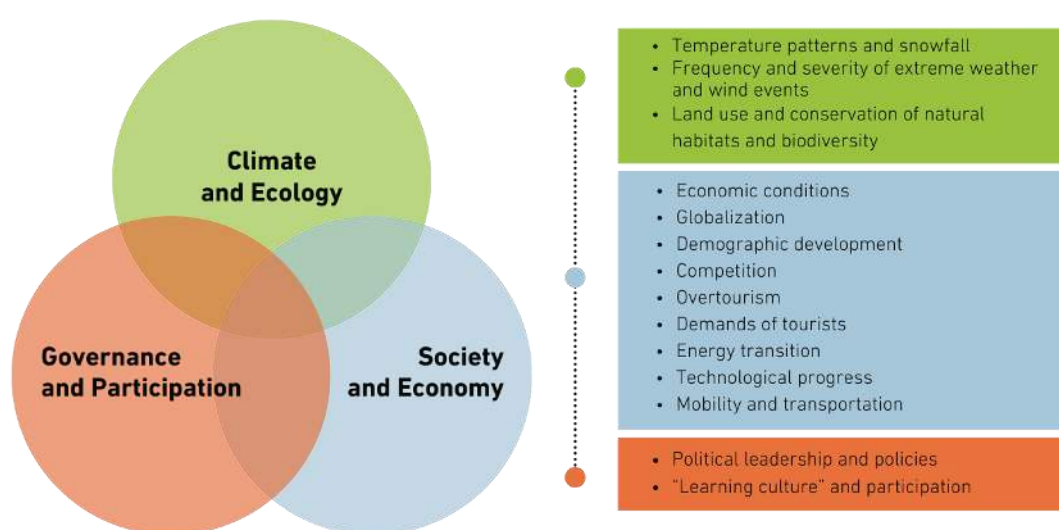 Climate
and Ecology
Governance
and Participation
Society
and Economy
• Temperature patterns and snowfall
• Frequency and severity of extreme weather
and wind events
• Land use and conservation of natural
habitats and biodiversity
• Economic conditions
• Globalization
• Demographic development
• Competition
• Overtourism
• Demands of tourists
• Energy transition
• Technological progress
• Mobility and transportation
• Political leadership and policies
• “Learning culture” and participation